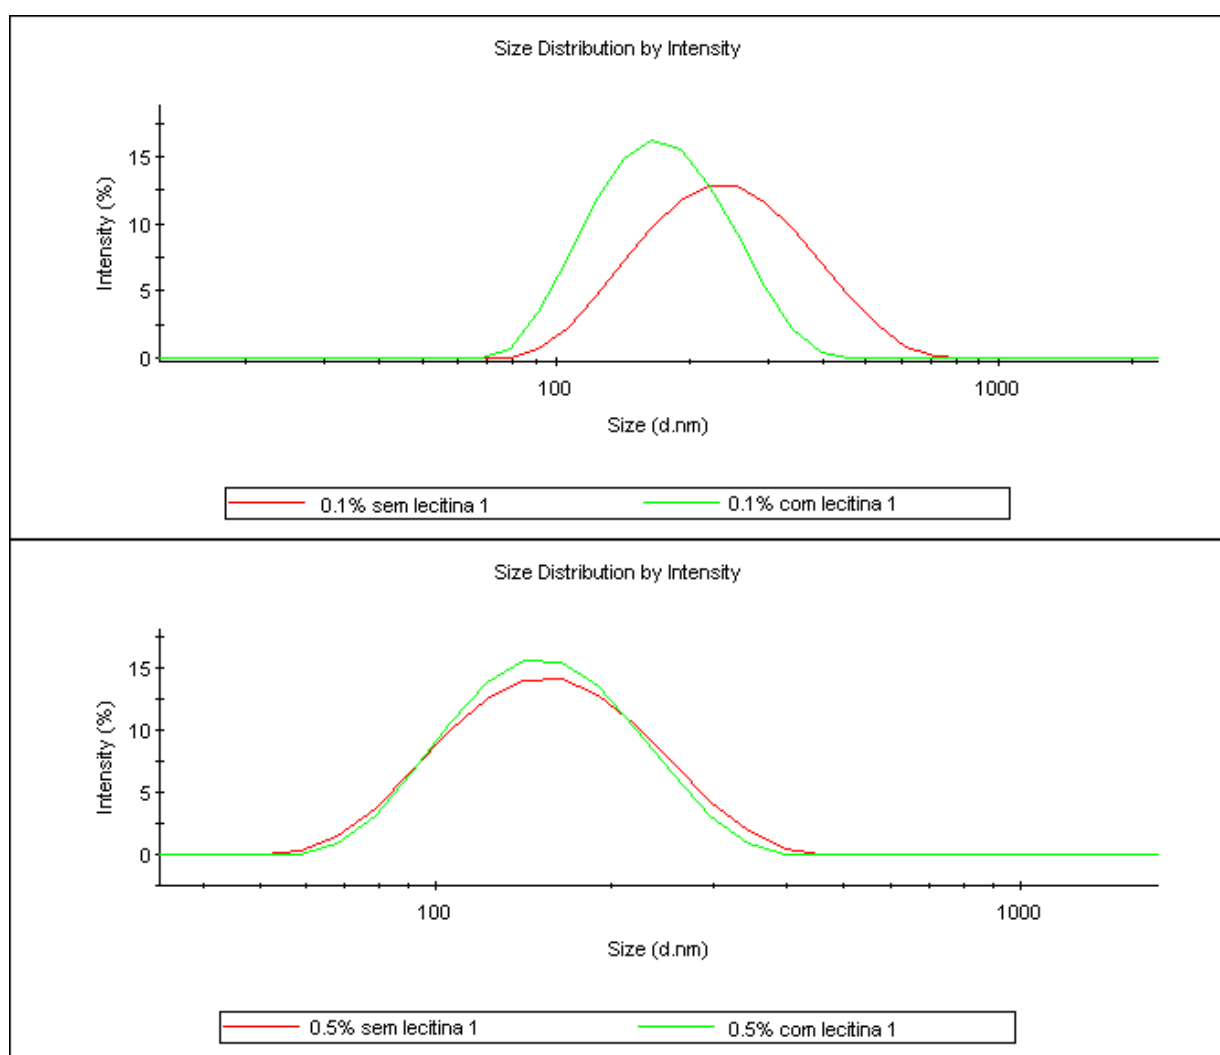 Size Distribution by Intensity
15
10
5
0
Intensity (%)
100 1000
Size (d.nm)
0.1% sem lecitina 1 0.1% com lecitina 1
Size Distribution by Intensity
15
10
5
0
Intensity (%)
100 1000
Size (d.nm)
0.5% sem lecitina 1 0.5% com lecitina 1